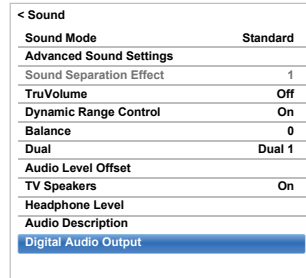 < Sound
Sound Mode Standard
Advanced Sound Settings
Sound Separation Effect 1
TruVolume Off
Dynamic Range Control On
Balance 0
Dual Dual 1
Audio Level Offset
TV Speakers On
Headphone Level
Audio Description
Digital Audio Output